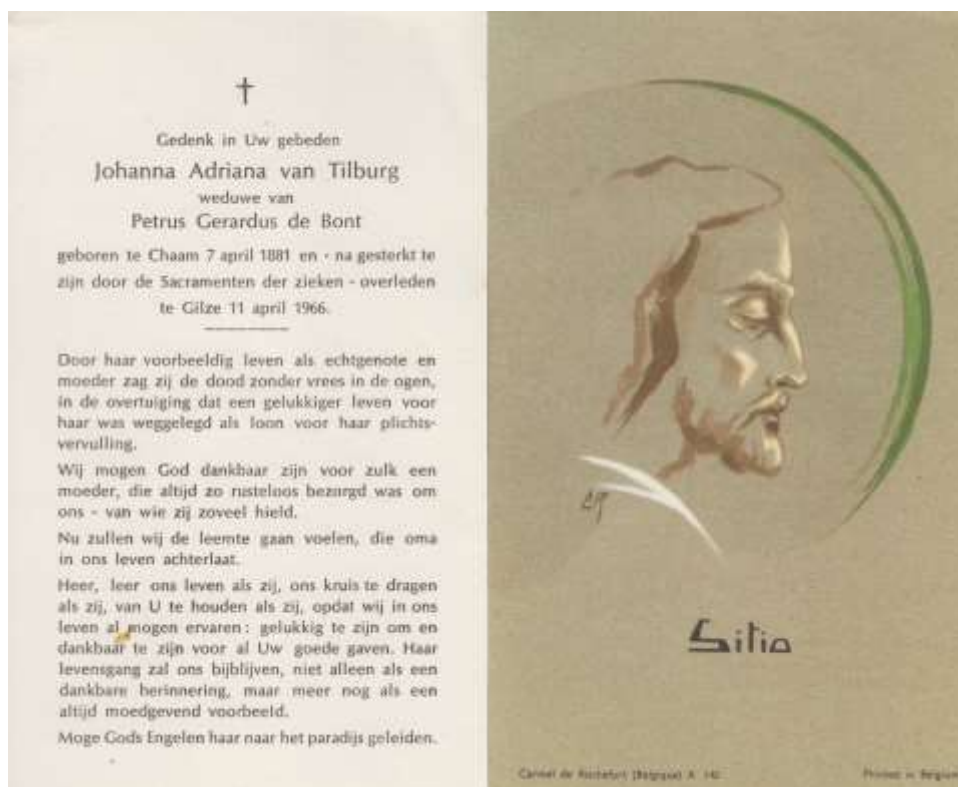 Gedenk in Uw gebeden
Johanna Adriana van Tilburg
weduwe van
Petrus Gerardus de Bont
geboren te Chaam 7 april 1881 en - na gesterkt te
zijn door de Sacramenten der zieken - overleden
te Gilze 11 april 1966.
Door haar voorbeeldig leven als echtgenote en
moeder zag zij de dood zonder vrees in de ogen,
in de overtuiging dat een gelukkiger leven voor
haar was weggelegd als loon voor haar plichts-
vervulling.
Wij mogen God dankbaar zijn voor zulk een
moeder, die altijd zo rusteloos bezorgd was om
ons - van wie zij zoveel hield.
Nu zullen wij de leemte gaan voelen, die oma
in ons leven achterlaat.
Heer, leer ons leven als zij, ons kruis te dragen
als zij, van U te houden als zij, opdat wij in ons
leven al mogen ervaren: gelukkig te zijn om en
dankbaar te zijn voor al Uw goede gaven. Haar
levensgang zal ons bijblijven, niet alleen als een
dankbare herinnering, maar meer nog als een
altijd moedgevend voorbeeld.
Moge Gods Engelen haar naar het paradijs geleiden.
Sitio
Carmel de Rochefort (Belgique) A 140
Printed in Belgium